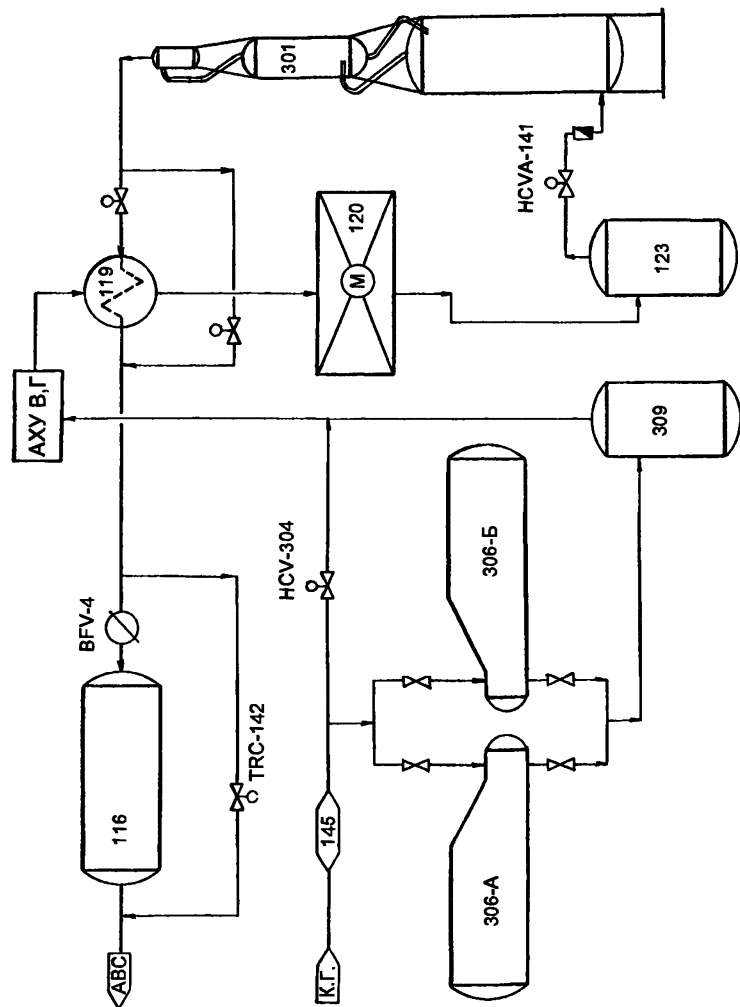 301
HCVA-141
119
120
М
123
АХУ В,Г
309
BFV-4
HCV-304
306-Б
TRC-142
116
145
306-А
АВС
К.Г.